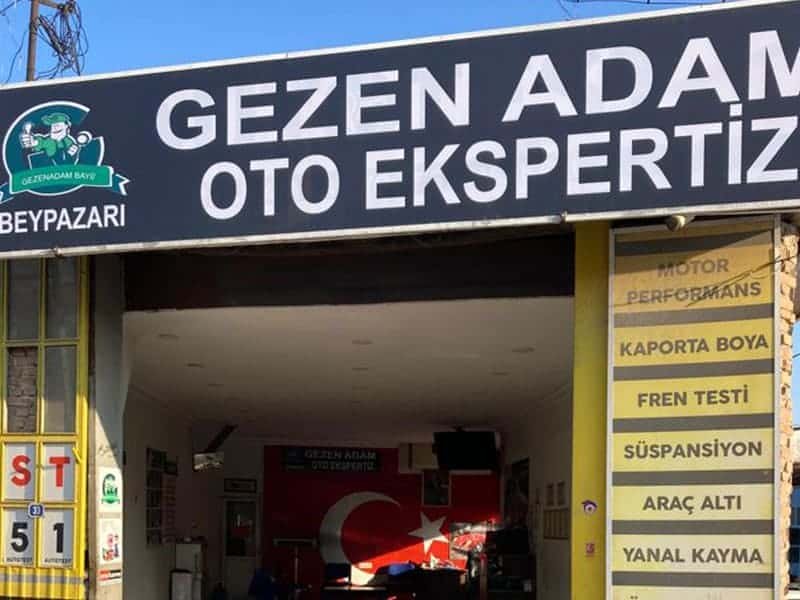 GEZEN ADAM
OTO EKSPERTİZ
GEZENADAM BAYİİ
BEYPAZARI
MOTOR
PERFORMANS
KAPORTA BOYA
FREN TESTİ
SÜSPANSİYON
ARAÇ ALTI
YANAL KAYMA
GEZEN ADAM
OTO EKSPERTİZ
ST
51